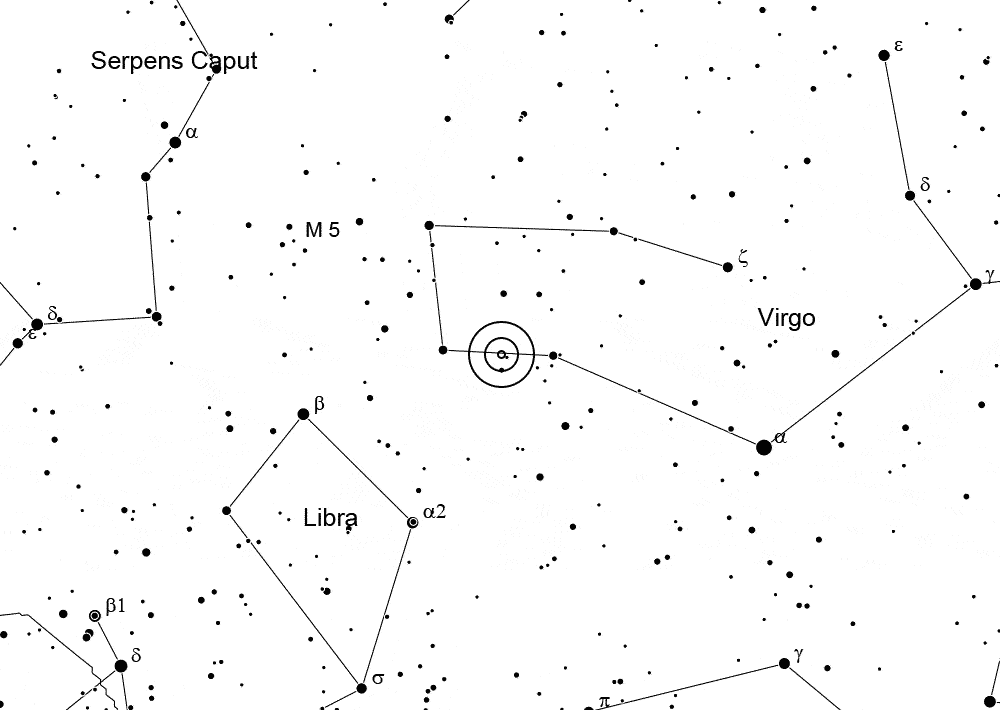 ε
Serpens Caput
α
δ
M 5
ζ
γ
δ
ε
Virgo
β
α
α2
Libra
β1
δ
γ
σ
π